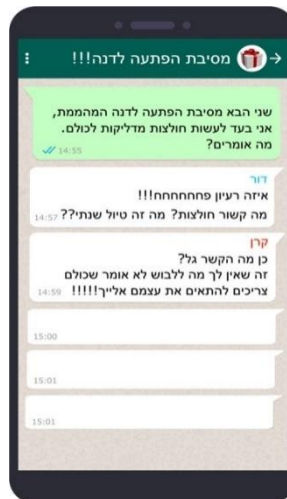 מסיבת הפתעה לדנה!!!
שני הבא מסיבת הפתעה לדנה המהממת,
אני בעד לעשות חולצות מדליקות לכולם.
מה אומרים?
14:55
דור
איזה רעיון פחחחחחח!!!
מה קשור חולצות? מה זה טיול שנתי??
14:57
קרן
כן מה הקשר גל?
זה שאין לך מה ללבוש לא אומר שכולם
צריכים להתאים את עצמם אלייך!!!!!
14:59
15:00
15:01
15:01